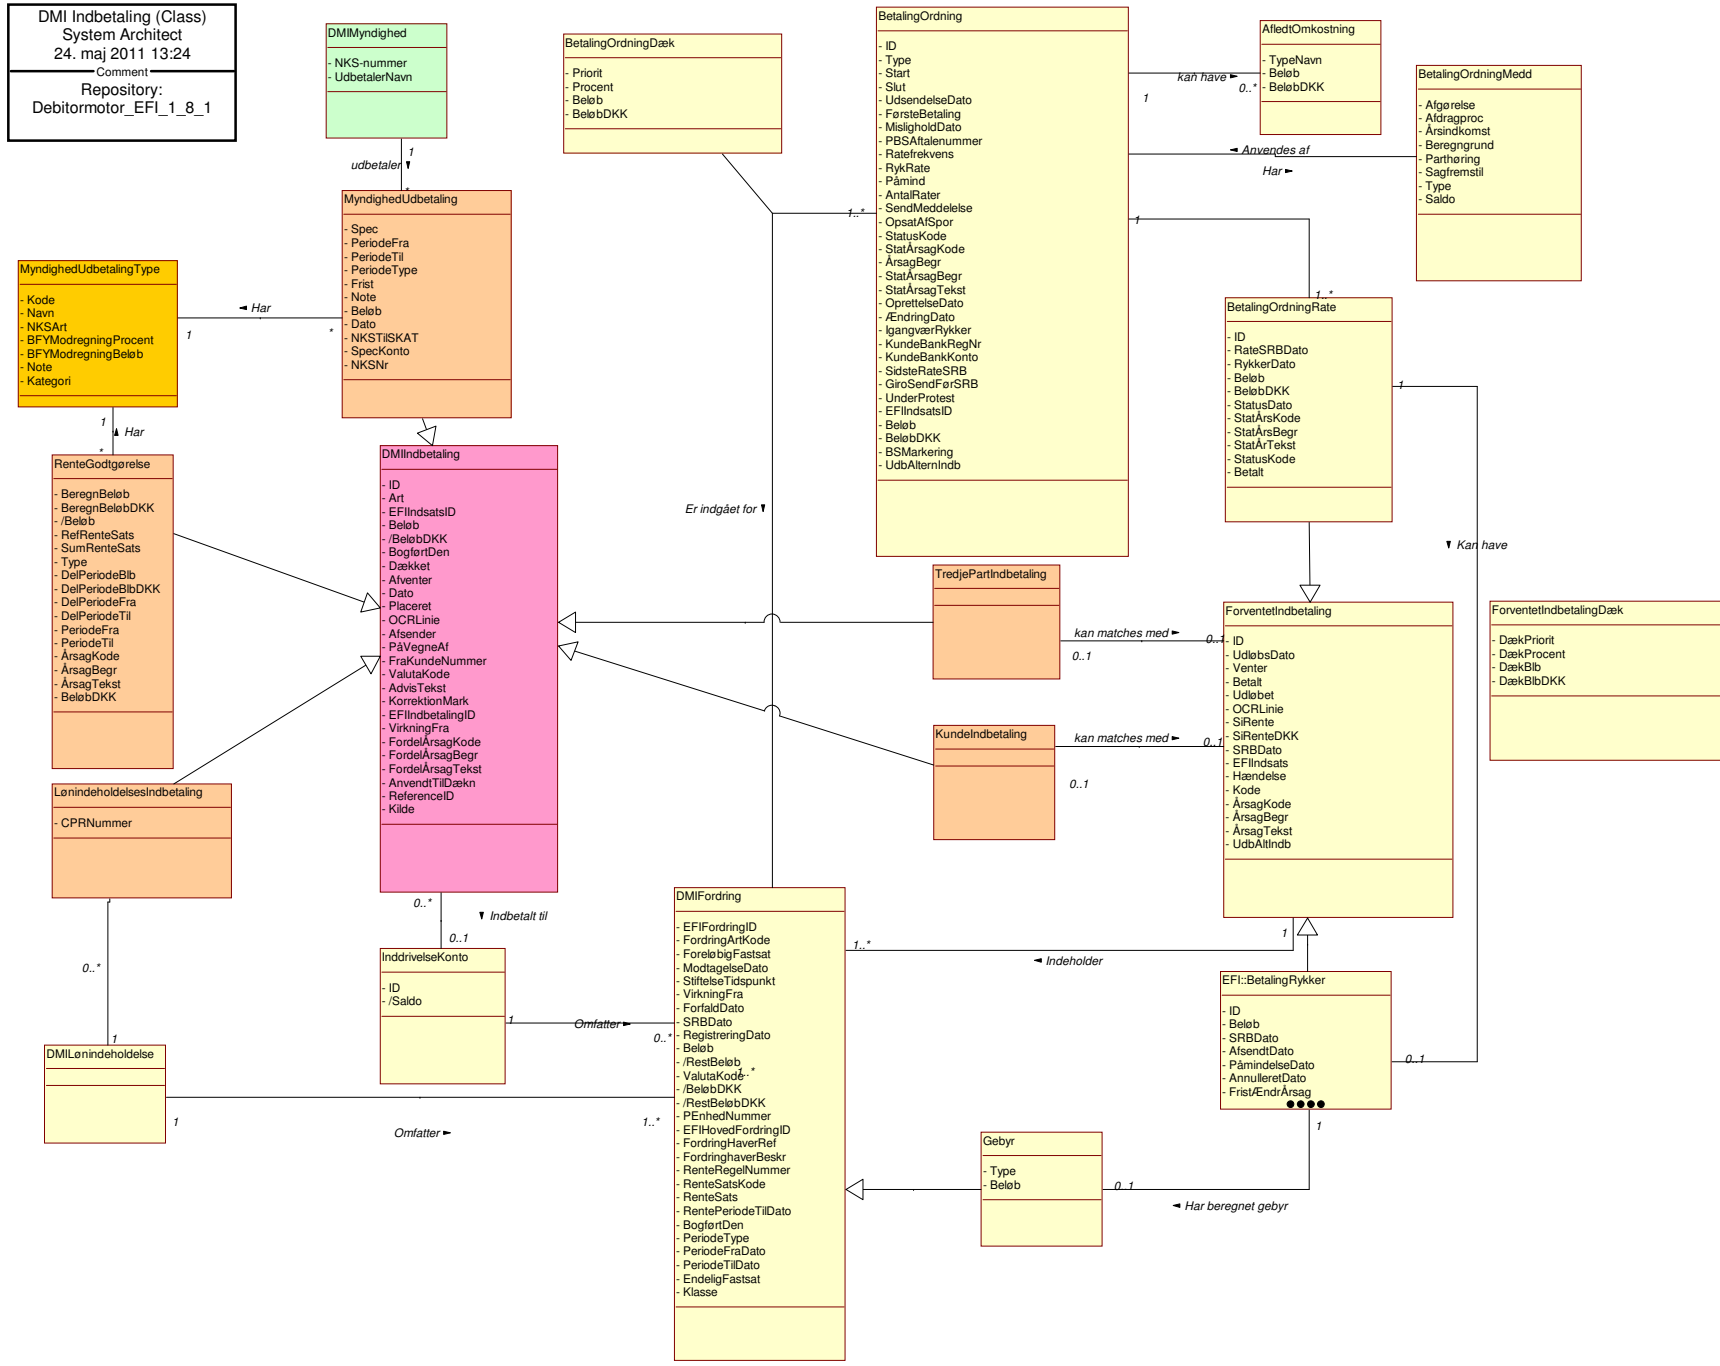 DMI Indbetaling (Class)
System Architect
24. maj 2011 13:24
Comment
Repository:
Debitormotor_EFI_1_8_1
DMIMyndighed
- NKS-nummer
- UdbetalerNavn
1
udbetaler
*
BetalingOrdningDæk
- Priorit
- Procent
- Beløb
- BeløbDKK
BetalingOrdning
- ID
- Type
- Start
- Slut
- UdsendelseDato
- FørsteBetaling
- MisligholdDato
- PBSAftalenummer
- Ratefrekvens
- RykRate
- Påmind
- AntalRater
- SendMeddelelse
- OpsatAfSpor
- StatusKode
- StatÅrsagKode
- ÅrsagBegr
- StatÅrsagBegr
- StatÅrsagTekst
- OprettelseDato
- ÆndringDato
- IgangværRykker
- KundeBankRegNr
- KundeBankKonto
- SidsteRateSRB
- GiroSendFørSRB
- UnderProtest
- EFIIndsatsID
- Beløb
- BeløbDKK
- BSMarkering
- UdbAlternIndb
kan have
1
0..*
AfledtOmkostning
- TypeNavn
- Beløb
- BeløbDKK
BetalingOrdningMedd
- Afgørelse
- Afdragproc
- Årsindkomst
- Beregngrund
- Parthøring
- Sagfremstil
- Type
- Saldo
Anvendes af
Har
1..*
1
1..*
MyndighedUdbetaling
- Spec
- PeriodeFra
- PeriodeTil
- PeriodeType
- Frist
- Note
- Beløb
- Dato
- NKSTilSKAT
- SpecKonto
- NKSNr
MyndighedUdbetalingType
- Kode
- Navn
- NKSArt
- BFYModregningProcent
- BFYModregningBeløb
- Note
- Kategori
Har
1
*
1
Har
*
BetalingOrdningRate
- ID
- RateSRBDato
- RykkerDato
- Beløb
- BeløbDKK
- StatusDato
- StatÅrsKode
- StatÅrsBegr
- StatÅrTekst
- StatusKode
- Betalt
1
Kan have
0..1
RenteGodtgørelse
- BeregnBeløb
- BeregnBeløbDKK
- /Beløb
- RefRenteSats
- SumRenteSats
- Type
- DelPeriodeBlb
- DelPeriodeBlbDKK
- DelPeriodeFra
- DelPeriodeTil
- PeriodeFra
- PeriodeTil
- ÅrsagKode
- ÅrsagBegr
- ÅrsagTekst
- BeløbDKK
DMIIndbetaling
- ID
- Art
- EFIIndsatsID
- Beløb
- /BeløbDKK
- BogførtDen
- Dækket
- Afventer
- Dato
- Placeret
- OCRLinie
- Afsender
- PåVegneAf
- FraKundeNummer
- ValutaKode
- AdvisTekst
- KorrektionMark
- EFIIndbetalingID
- VirkningFra
- FordelÅrsagKode
- FordelÅrsagBegr
- FordelÅrsagTekst
- AnvendtTilDækn
- ReferenceID
- Kilde
Er indgået for
TredjePartIndbetaling
kan matches med
0..1
0..1
KundeIndbetaling
kan matches med
0..1
0..1
ForventetIndbetaling
- ID
- UdløbsDato
- Venter
- Betalt
- Udløbet
- OCRLinie
- SiRente
- SiRenteDKK
- SRBDato
- EFIIndsats
- Hændelse
- Kode
- ÅrsagKode
- ÅrsagBegr
- ÅrsagTekst
- UdbAltIndb
ForventetIndbetalingDæk
- DækPriorit
- DækProcent
- DækBlb
- DækBlbDKK
LønindeholdelsesIndbetaling
- CPRNummer
0..*
1
0..*
Indbetalt til
0..1
InddrivelseKonto
- ID
- /Saldo
1
Omfatter
0..*
DMILønindeholdelse
1
Omfatter
1..*
DMIFordring
- EFIFordringID
- FordringArtKode
- ForeløbigFastsat
- ModtagelseDato
- StiftelseTidspunkt
- VirkningFra
- ForfaldDato
- SRBDato
- RegistreringDato
- Beløb
- /RestBeløb
- ValutaKode
1..*
- /BeløbDKK
- /RestBeløbDKK
- PEnhedNummer
- EFIHovedFordringID
- FordringHaverRef
- FordringhaverBeskr
- RenteRegelNummer
- RenteSatsKode
- RenteSats
- RentePeriodeTilDato
- BogførtDen
- PeriodeType
- PeriodeFraDato
- PeriodeTilDato
- EndeligFastsat
- Klasse
1..*
Indeholder
1
EFI::BetalingRykker
- ID
- Beløb
- SRBDato
- AfsendtDato
- PåmindelseDato
- AnnulleretDato
- FristÆndrÅrsag
1
Gebyr
- Type
- Beløb
0..1
Har beregnet gebyr